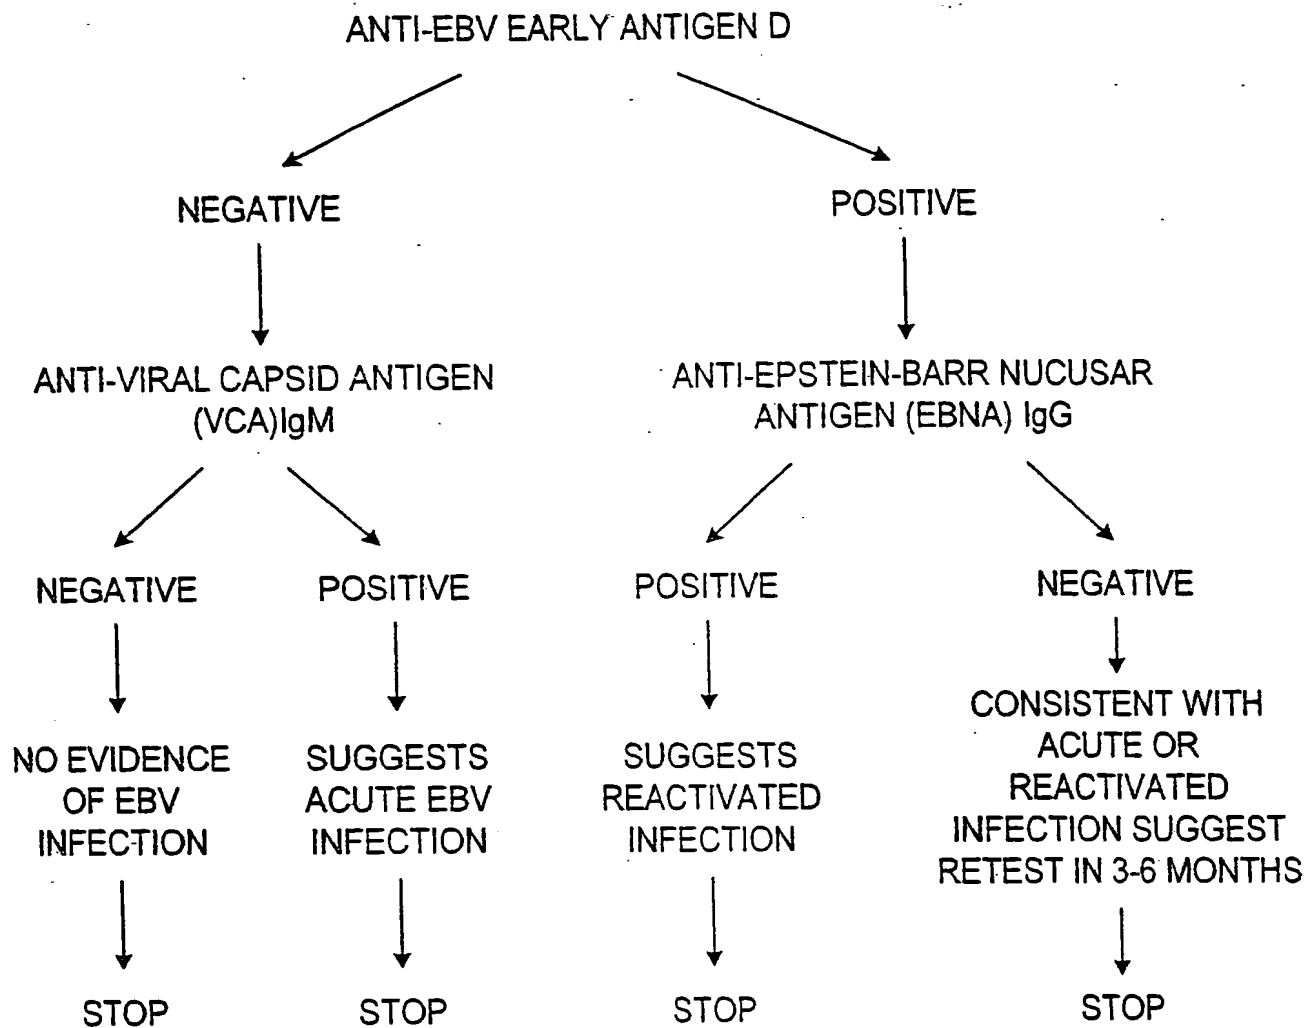 ANTI-EBV EARLY ANTIGEN D
NEGATIVE
POSITIVE
ANTI-VIRAL CAPSID ANTIGEN
(VCA)IgM
ANTI-EPSTEIN-BARR NUCUSAR
ANTIGEN (EBNA) IgG
NEGATIVE
POSITIVE
POSITIVE
NEGATIVE
NO EVIDENCE
OF EBV
INFECTION
SUGGESTS
ACUTE EBV
INFECTION
SUGGESTS
REACTIVATED
INFECTION
CONSISTENT WITH
ACUTE OR
REACTIVATED
INFECTION SUGGEST
RETEST IN 3-6 MONTHS
STOP
STOP
STOP
STOP